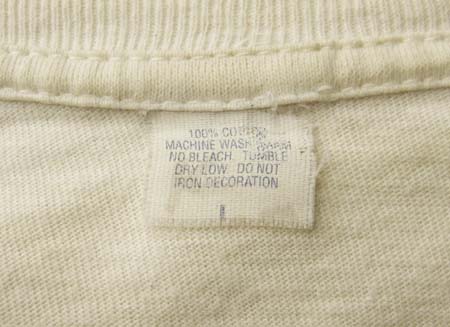 100% COTTON
MACHINE WASH WARM
NO BLEACH. TUMBLE
DRY LOW. DO NOT
IRON DECORATION